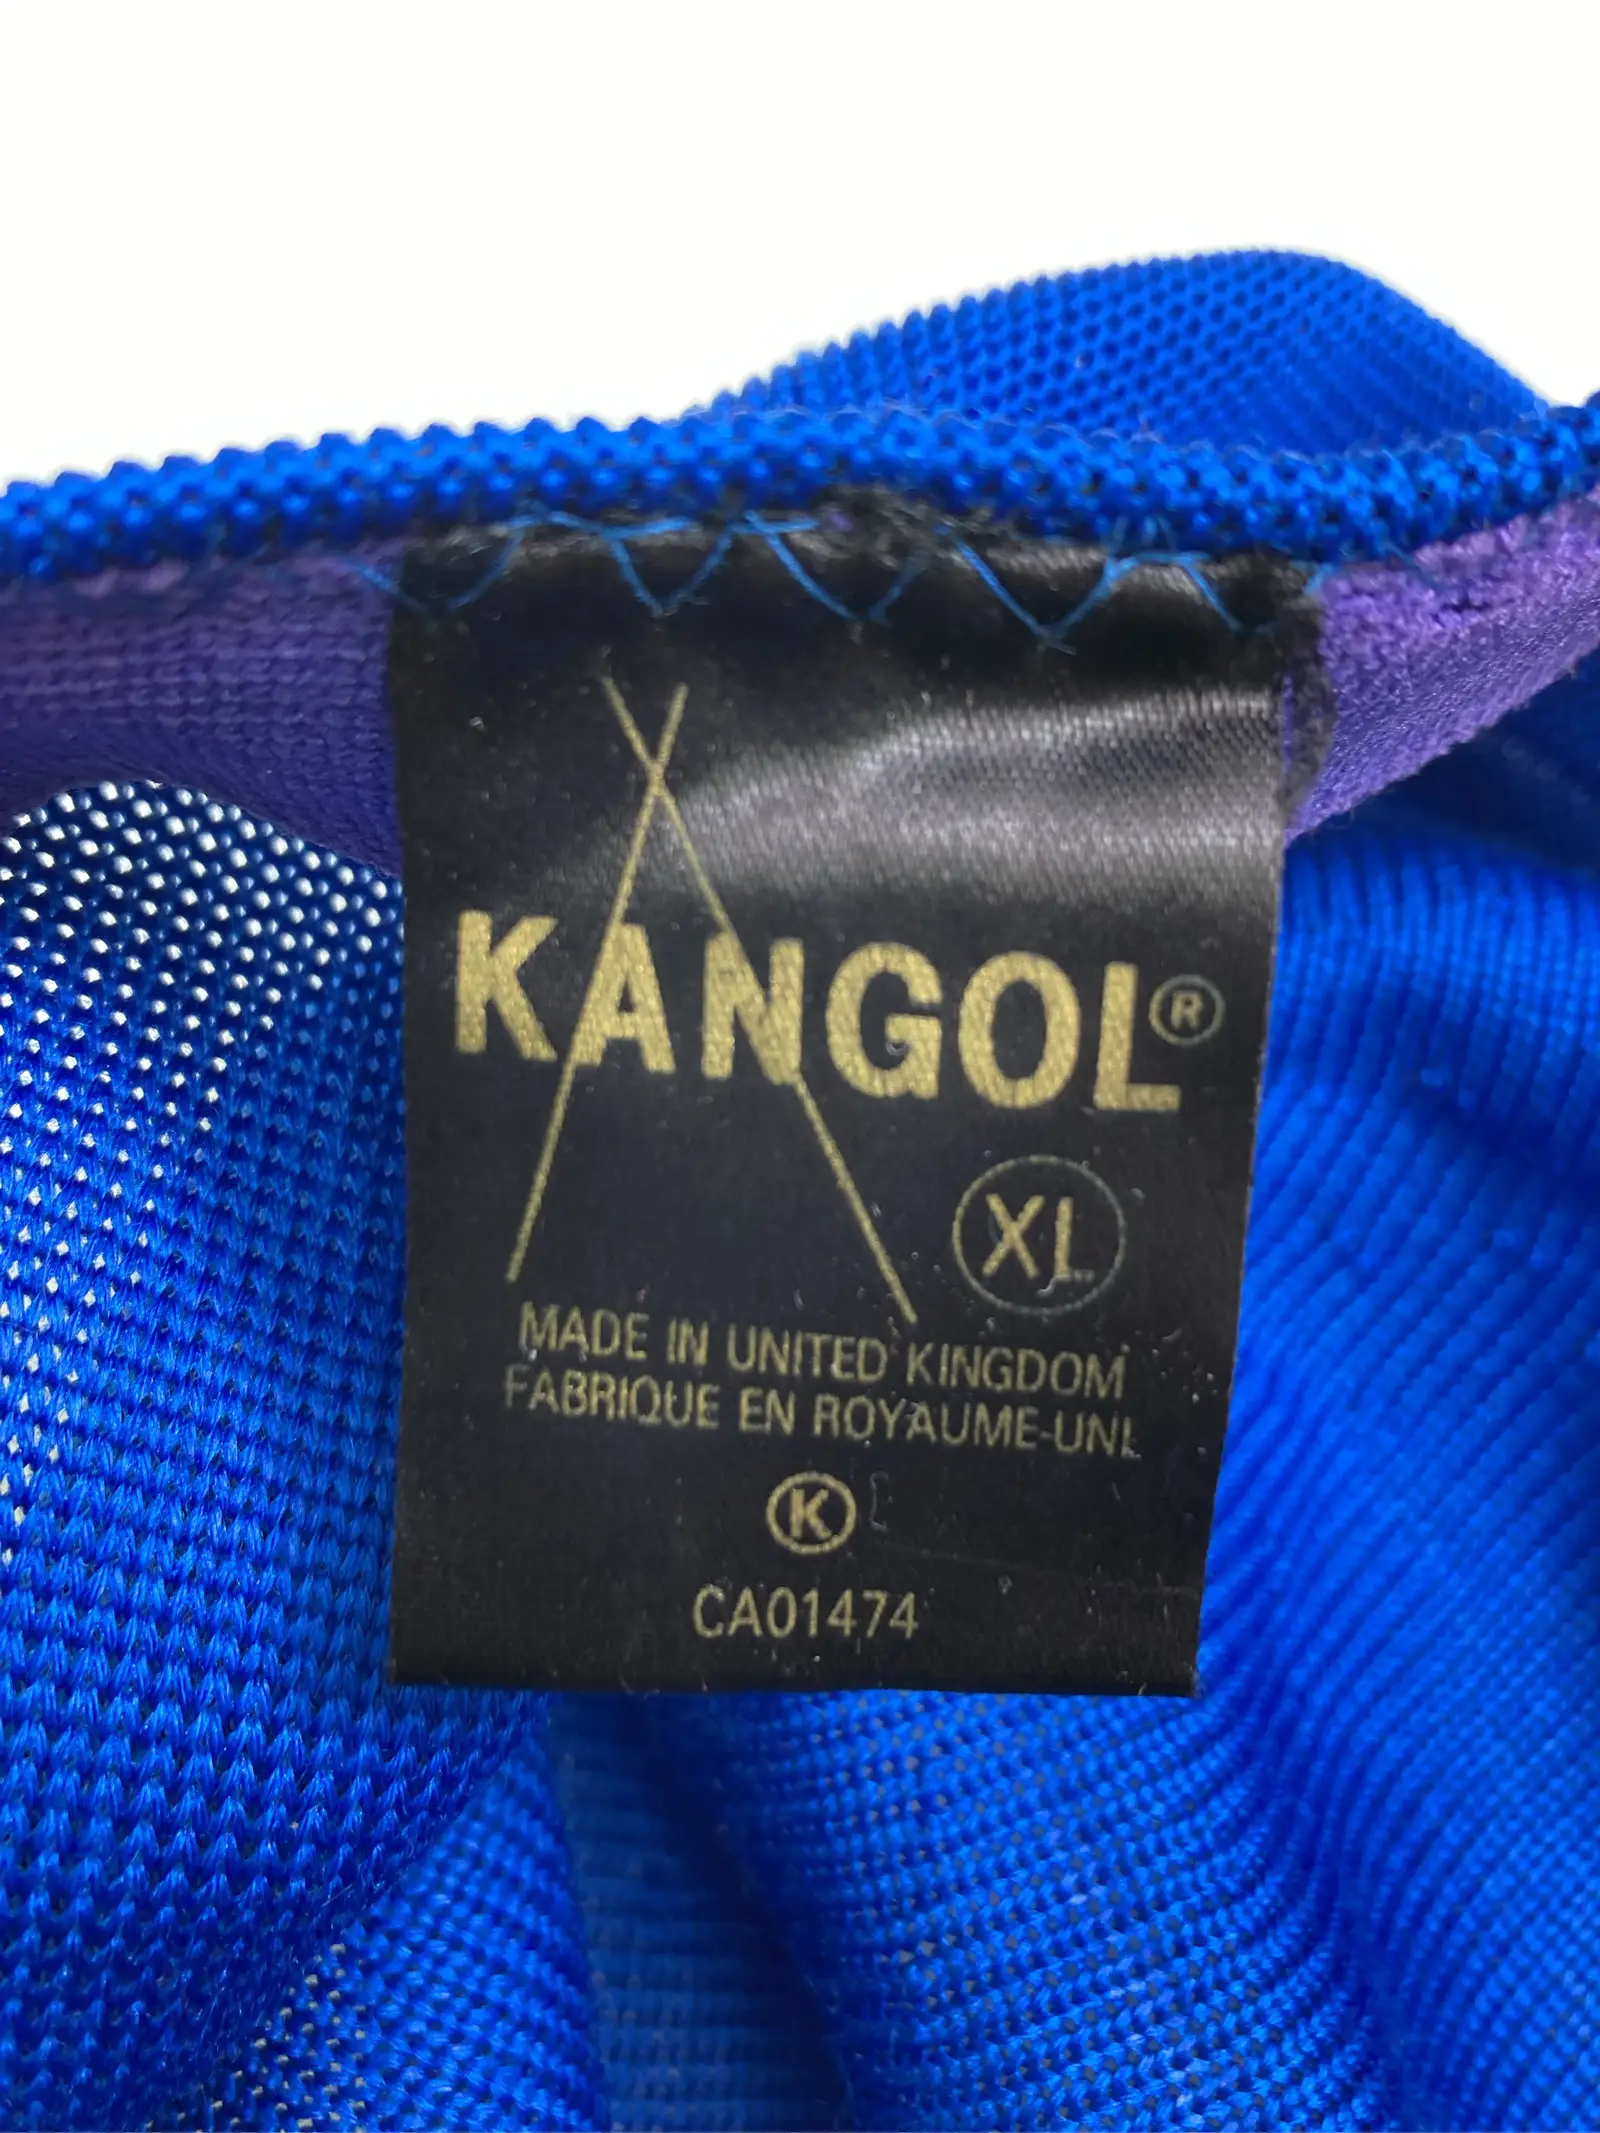 KANGOL®
XL
MADE IN UNITED KINGDOM
FABRIQUE EN ROYAUME-UNI
K
CA01474